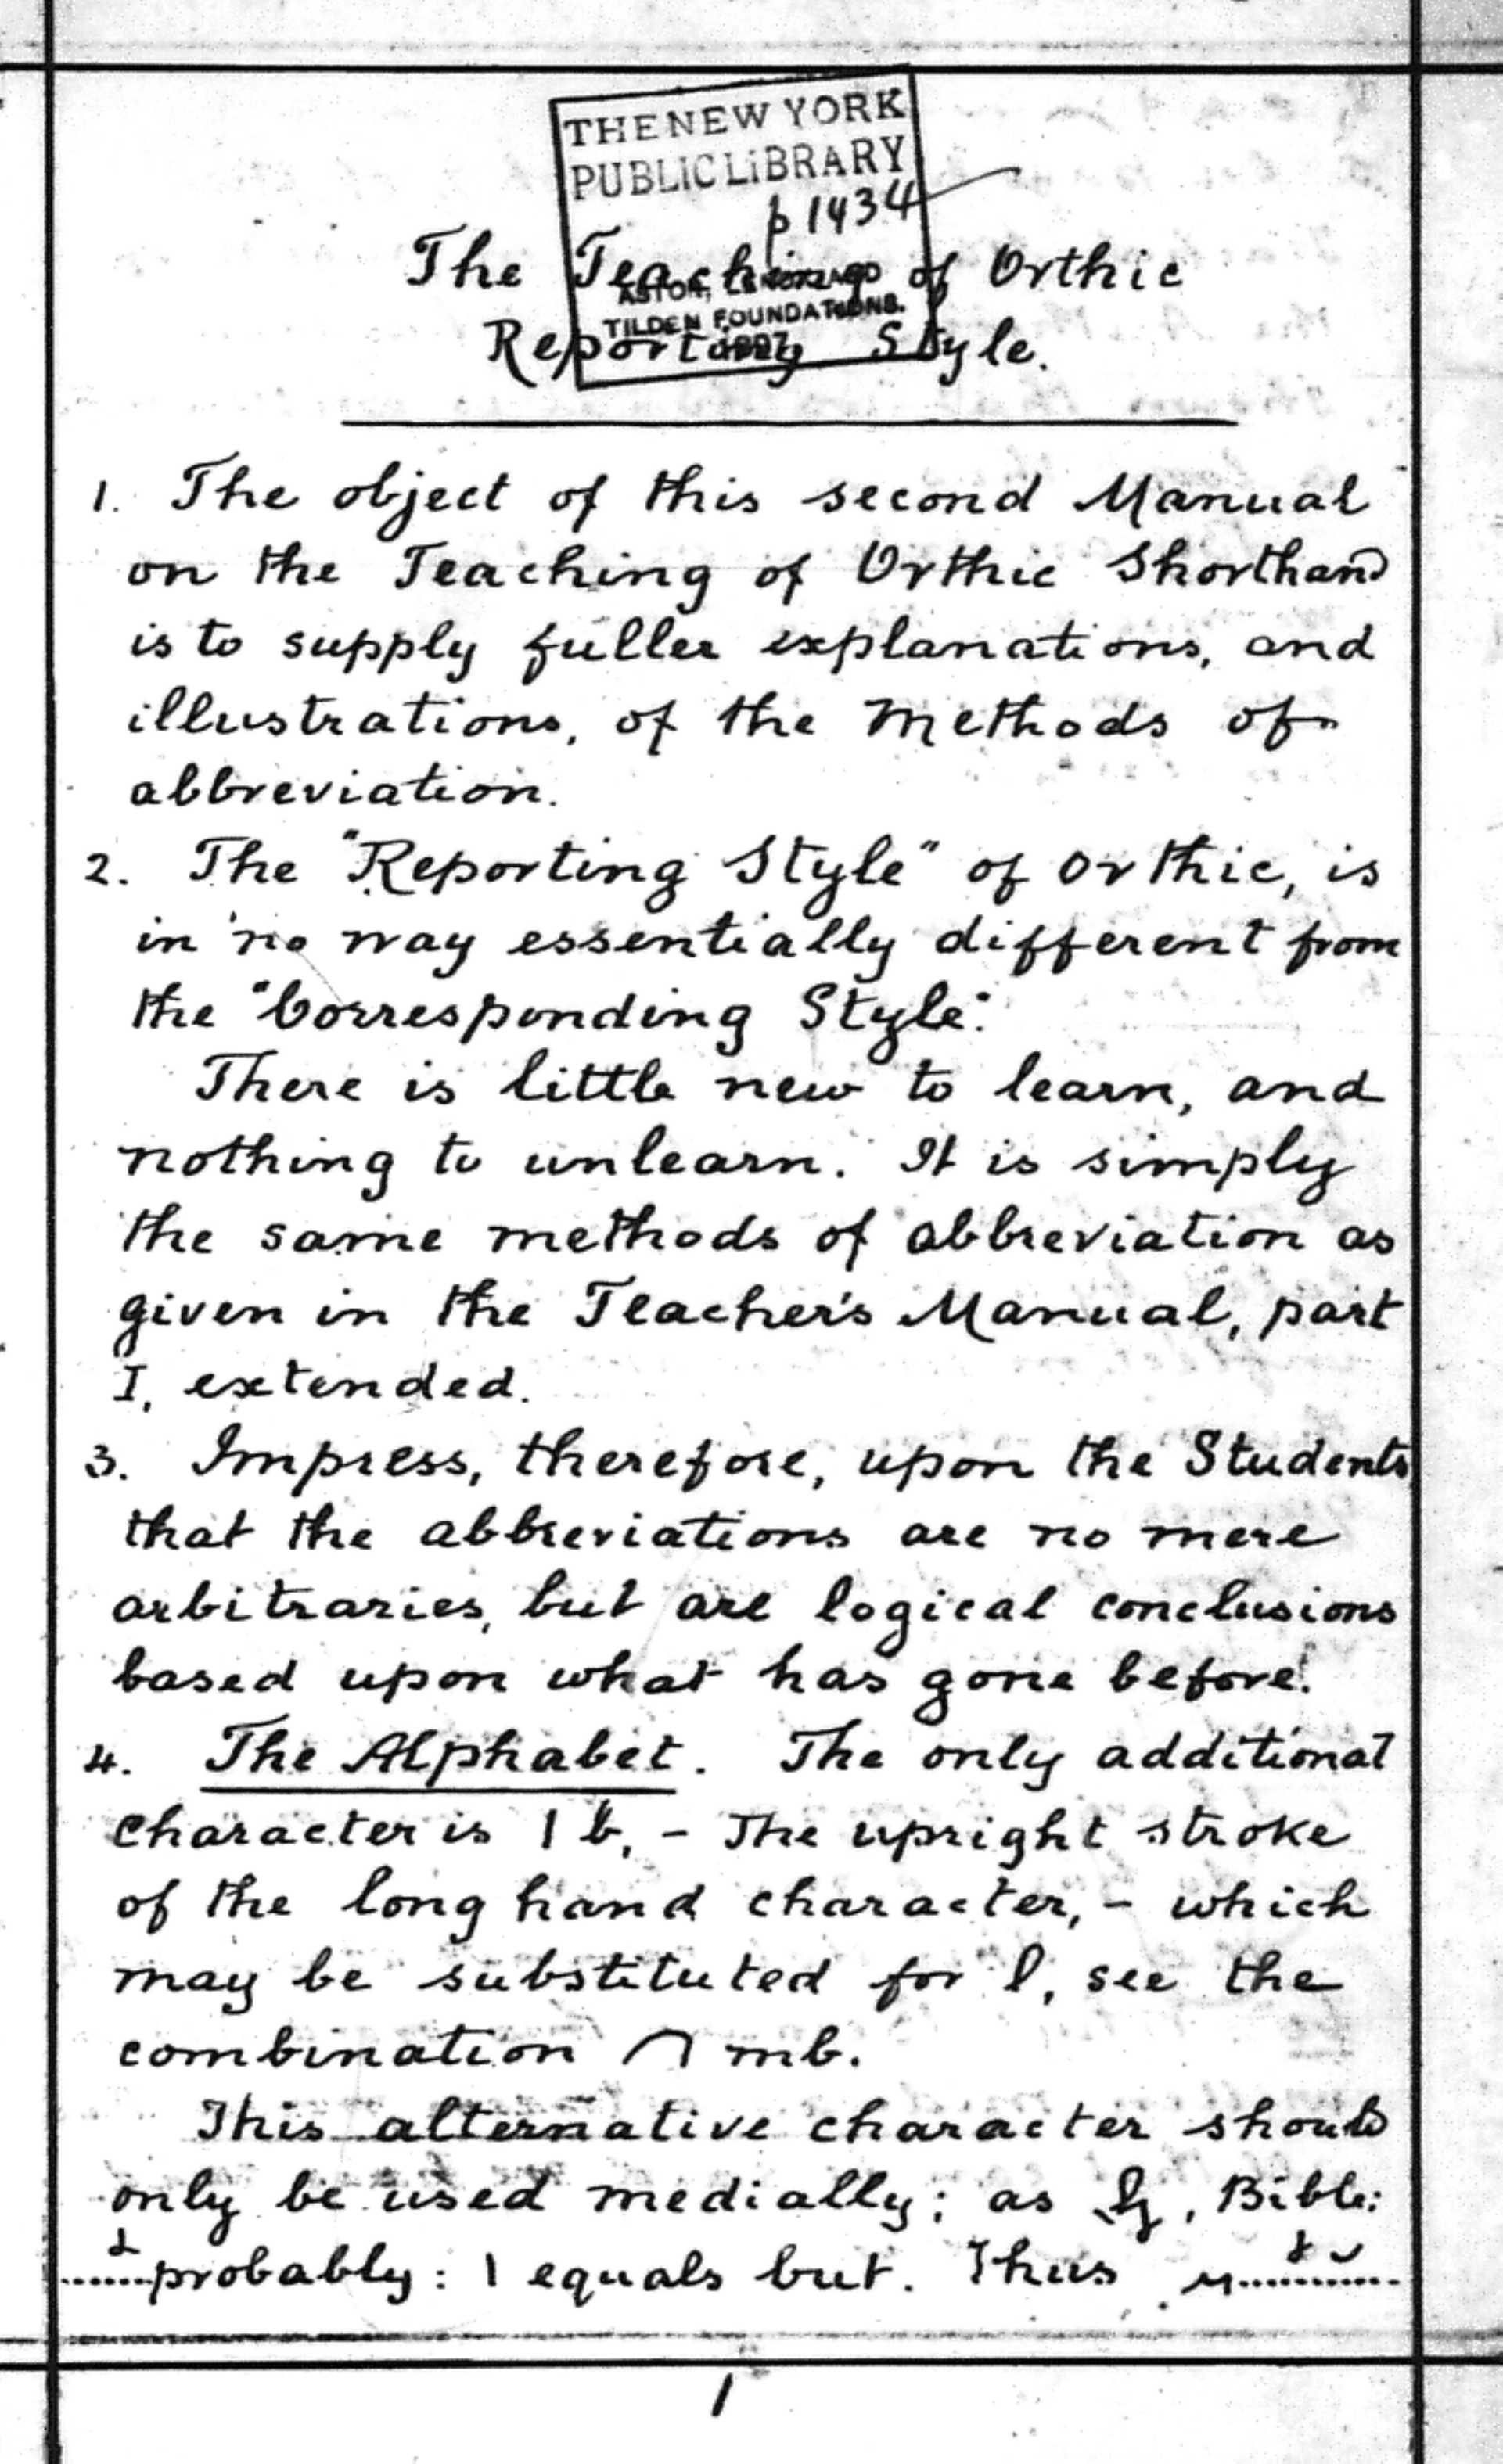 THE NEW YORK
PUBLIC LIBRARY
p 1434
The Teaching of Orthic
ASTOR, LENOX AND
TILDEN FOUNDATIONS.
Reporting Style.
1. The object of this second Manual
on the Teaching of Orthic Shorthand
is to supply fuller explanations, and
illustrations, of the Methods of
abbreviation.
2. The "Reporting Style" of Orthic, is
in no way essentially different from
the "Corresponding Style".
There is little new to learn, and
nothing to unlearn. It is simply
the same methods of abbreviation as
given in the Teacher's Manual, part
I, extended.
3. Impress, therefore, upon the Students
that the abbreviations are no mere
arbitraries, but are logical conclusions
based upon what has gone before.
4. The Alphabet. The only additional
character is | b, - The upright stroke
of the long hand character, - which
may be substituted for l, see the
combination mb.
This alternative character should
only be used medially; as , Bible:
probably: | equals but. Thus
1